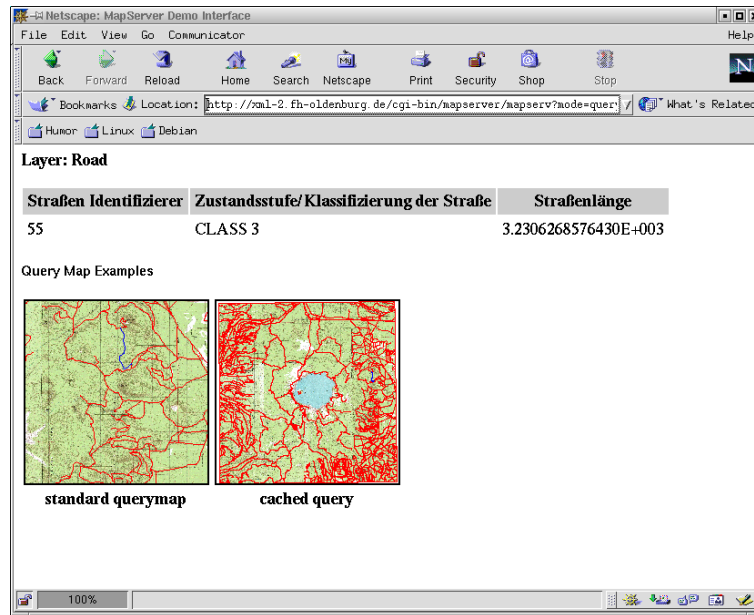 Netscape: MapServer Demo Interface
File Edit View Go Communicator Help
Back Forward Reload Home Search Netscape Print Security Shop Stop
My
N
Bookmarks Location: http://xml-2.fh-oldenburg.de/cgi-bin/mapserver/mapserv?mode=quer What's Related
Humor Linux Debian
Layer: Road
Straßen Identifizierer Zustandsstufe/Klassifizierung der Straße Straßenlänge
55 CLASS 3 3.2306268576430E+003
Query Map Examples
standard querymap cached query
100%